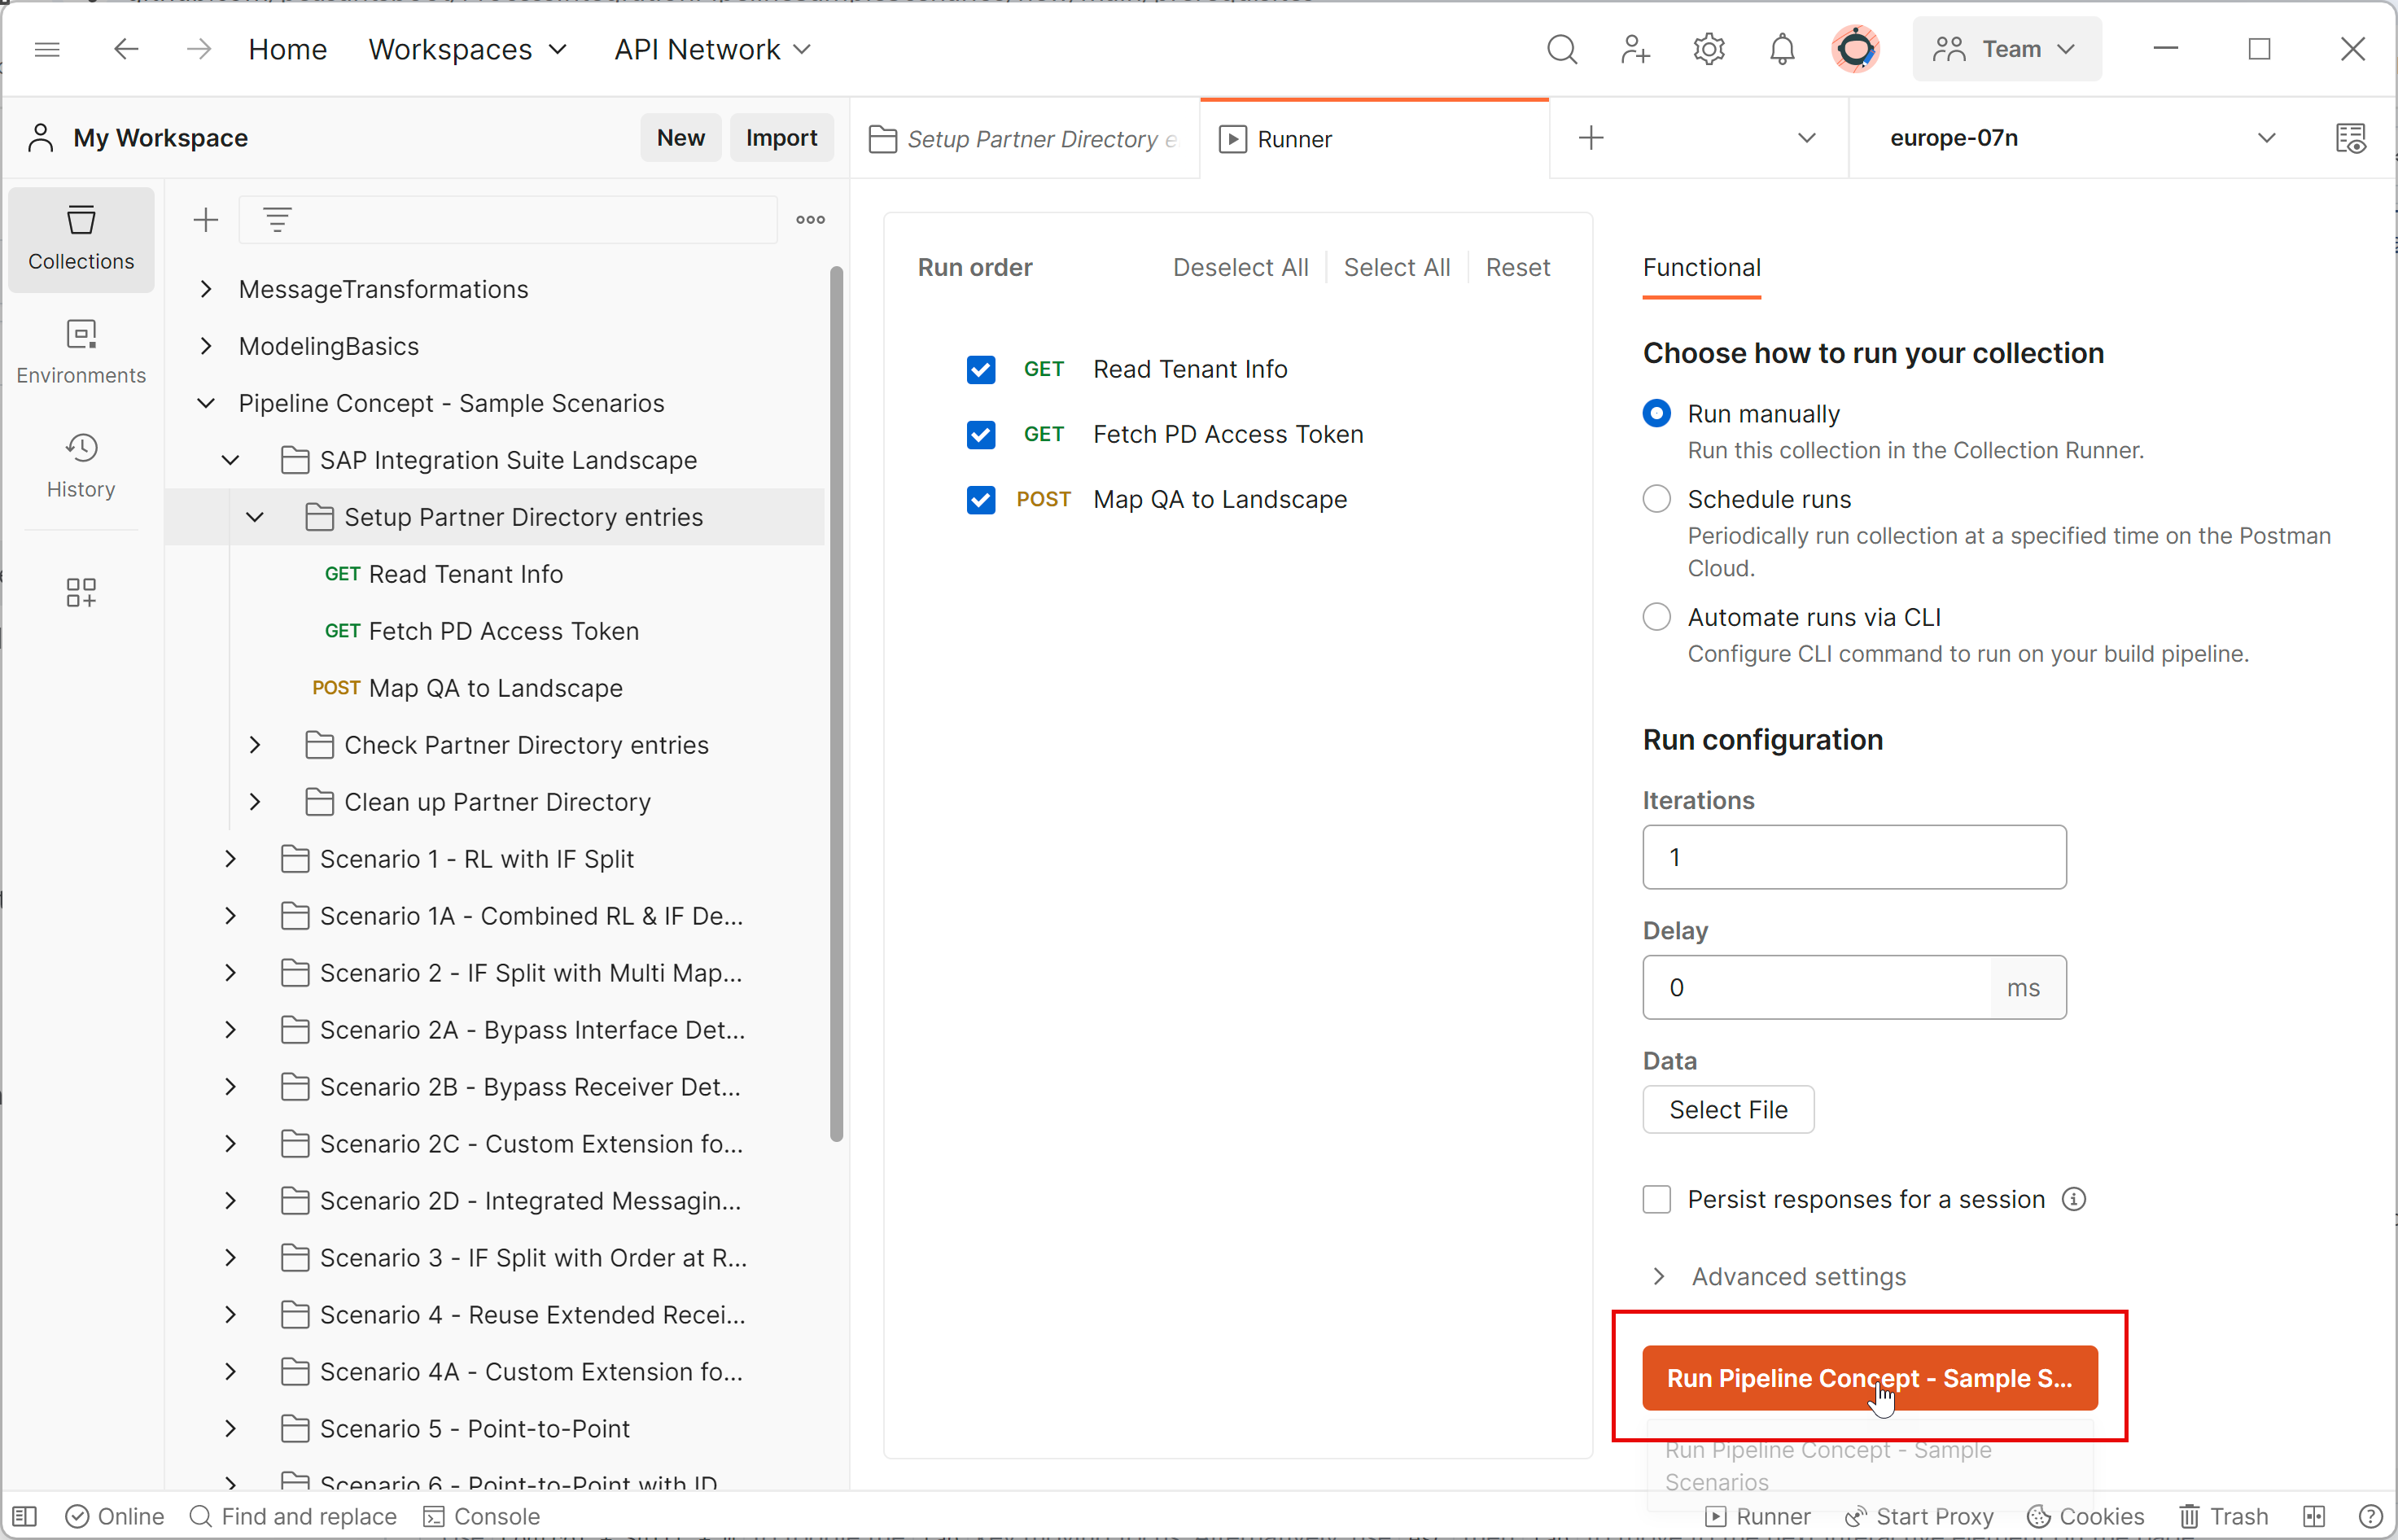 Home
Workspaces
API Network
Team
My Workspace
New
Import
Setup Partner Directory e
Runner
europe-07n
Collections
Environments
History
MessageTransformations
ModelingBasics
Pipeline Concept - Sample Scenarios
SAP Integration Suite Landscape
Setup Partner Directory entries
GET Read Tenant Info
GET Fetch PD Access Token
POST Map QA to Landscape
Check Partner Directory entries
Clean up Partner Directory
Scenario 1 - RL with IF Split
Scenario 1A - Combined RL & IF De...
Scenario 2 - IF Split with Multi Map...
Scenario 2A - Bypass Interface Det...
Scenario 2B - Bypass Receiver Det...
Scenario 2C - Custom Extension fo...
Scenario 2D - Integrated Messagin...
Scenario 3 - IF Split with Order at R...
Scenario 4 - Reuse Extended Recei...
Scenario 4A - Custom Extension fo...
Scenario 5 - Point-to-Point
Scenario 6 - Point-to-Point with ID
Run order
Deselect All
Select All
Reset
GET Read Tenant Info
GET Fetch PD Access Token
POST Map QA to Landscape
Functional
Choose how to run your collection
Run manually
Run this collection in the Collection Runner.
Schedule runs
Periodically run collection at a specified time on the Postman
Cloud.
Automate runs via CLI
Configure CLI command to run on your build pipeline.
Run configuration
Iterations
1
Delay
0
ms
Data
Select File
Persist responses for a session
Advanced settings
Run Pipeline Concept - Sample S...
Run Pipeline Concept - Sample
Scenarios
Online
Find and replace
Console
Runner
Start Proxy
Cookies
Trash